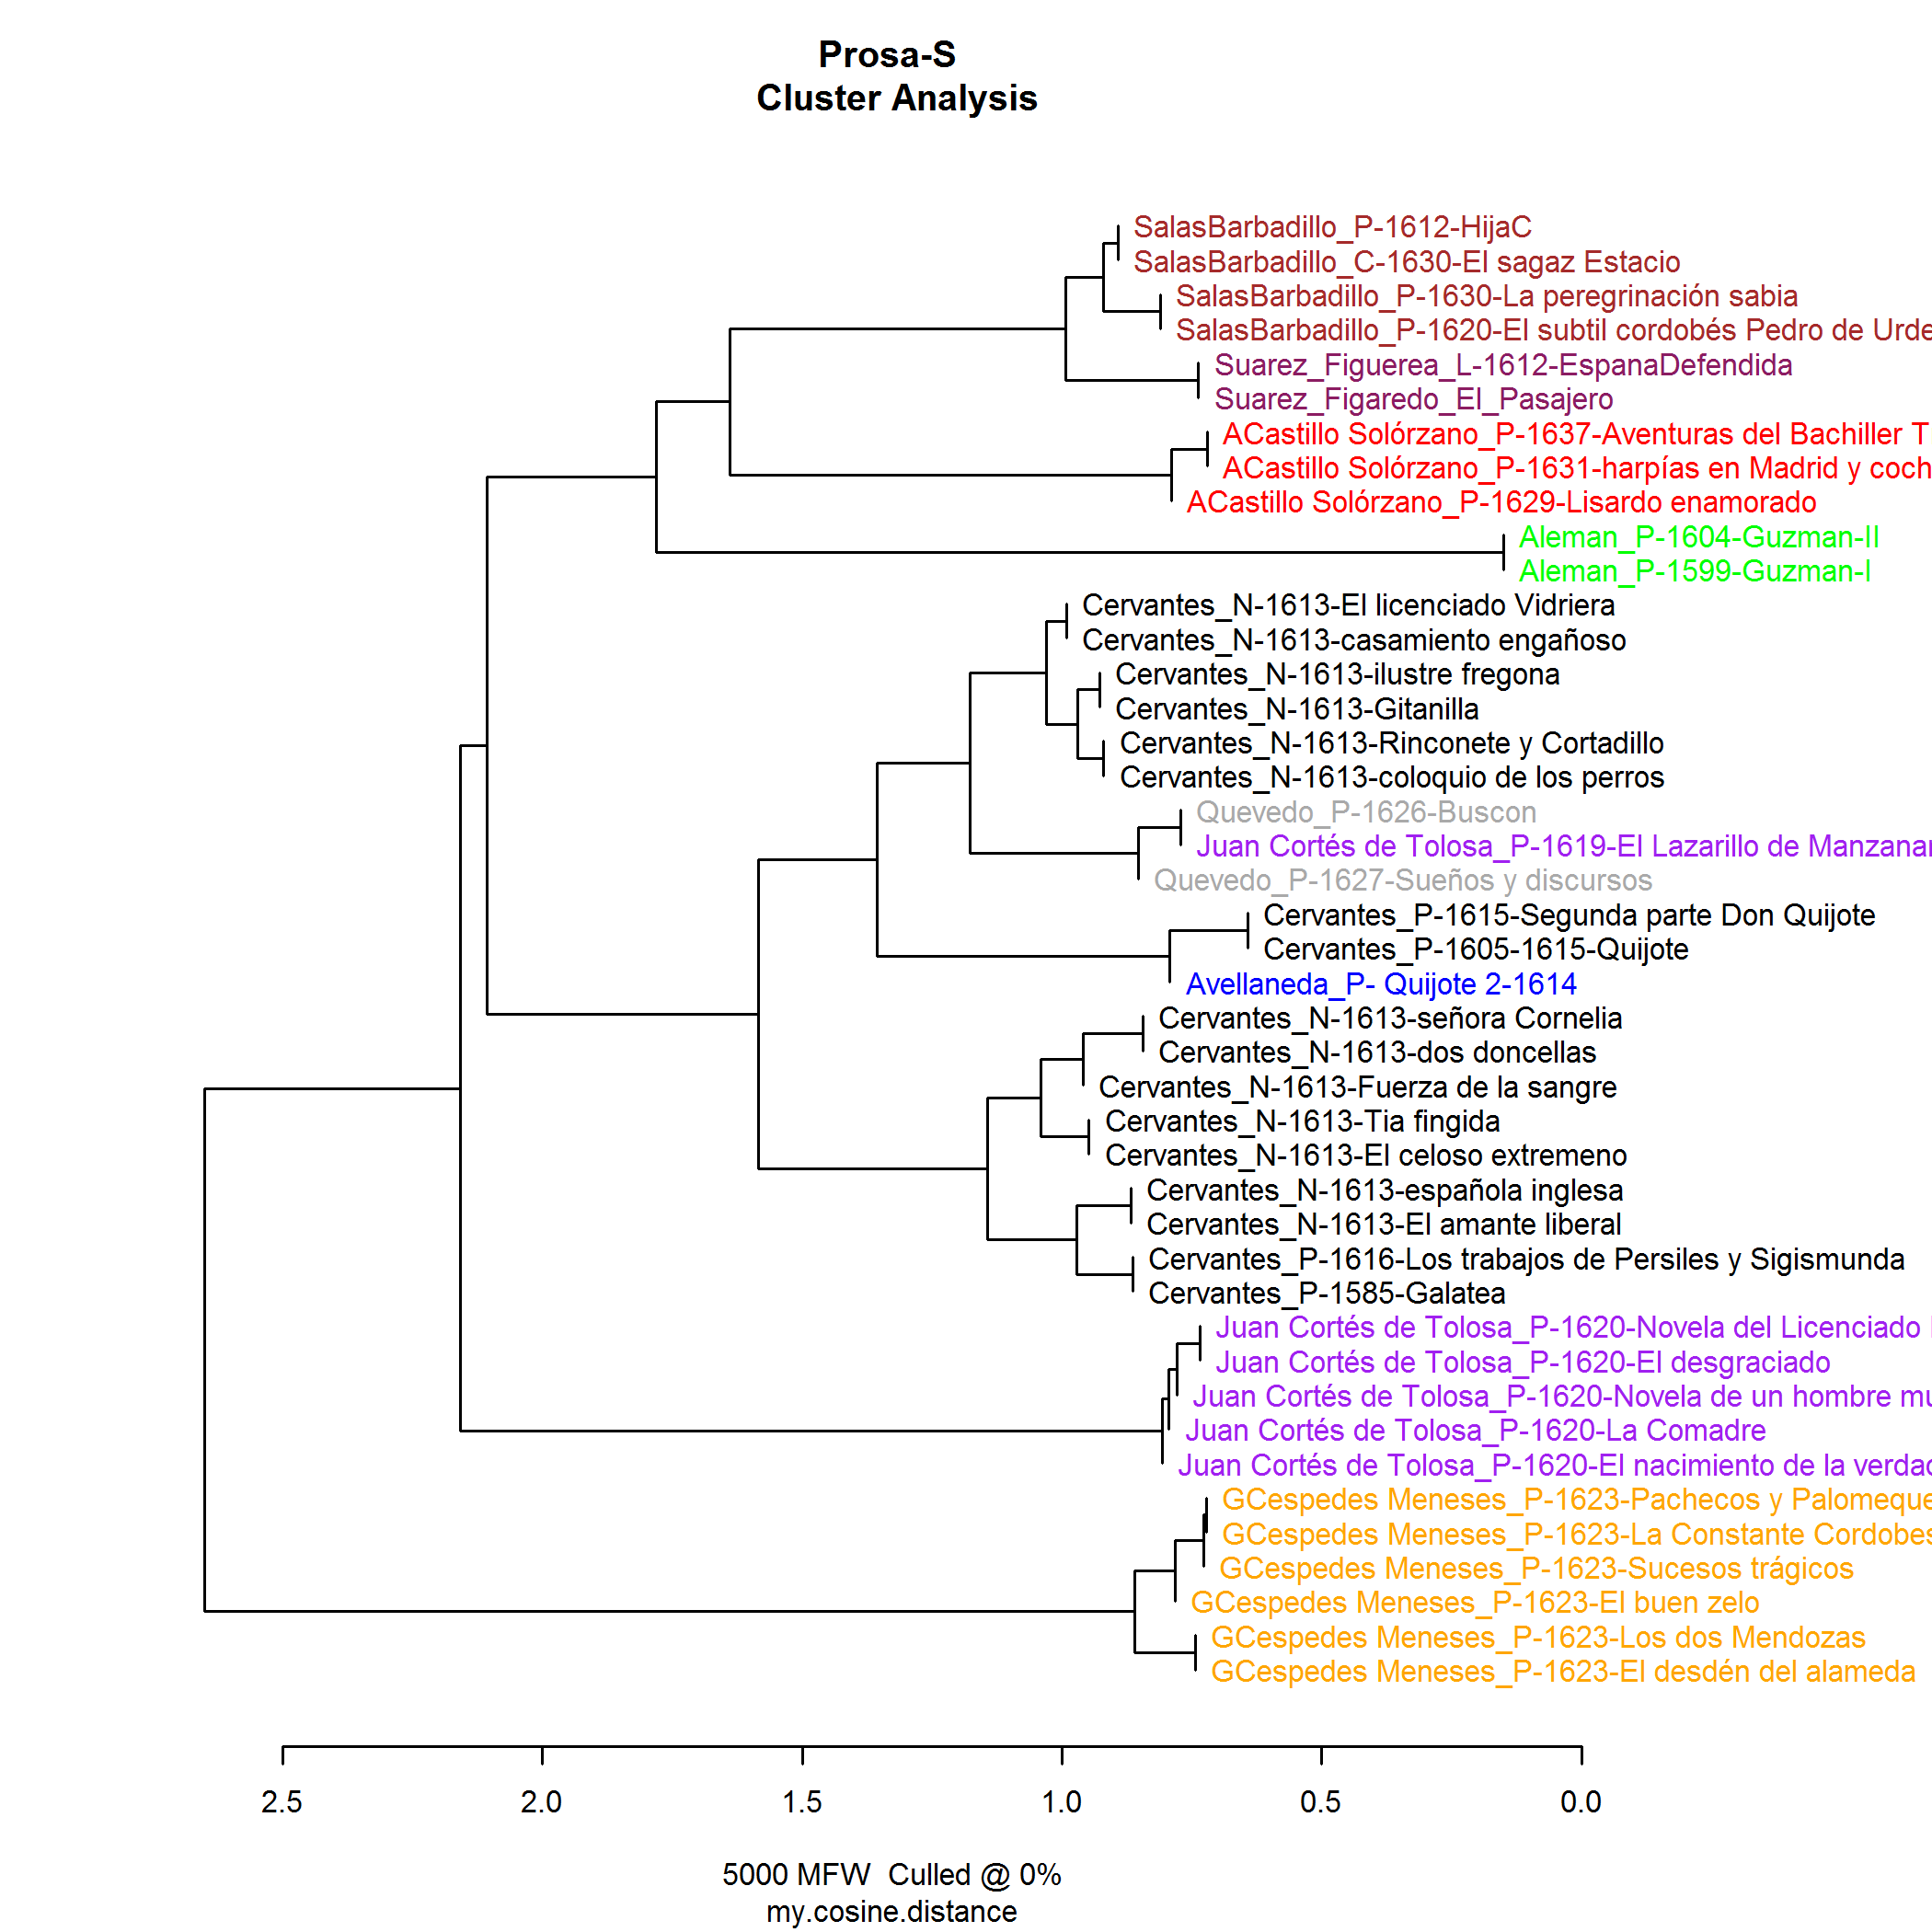 Prosa-S
Cluster Analysis
SalasBarbadillo_P-1612-HijaC
SalasBarbadillo_C-1630-El sagaz Estacio
SalasBarbadillo_P-1630-La peregrinación sabia
SalasBarbadillo_P-1620-El subtil cordobés Pedro de Urde
Suarez_Figuerea_L-1612-EspanaDefendida
Suarez_Figaredo_El_Pasajero
ACastillo Solórzano_P-1637-Aventuras del Bachiller T
ACastillo Solórzano_P-1631-harpías en Madrid y coch
ACastillo Solórzano_P-1629-Lisardo enamorado
Aleman_P-1604-Guzman-II
Aleman_P-1599-Guzman-I
Cervantes_N-1613-El licenciado Vidriera
Cervantes_N-1613-casamiento engañoso
Cervantes_N-1613-ilustre fregona
Cervantes_N-1613-Gitanilla
Cervantes_N-1613-Rinconete y Cortadillo
Cervantes_N-1613-coloquio de los perros
Quevedo_P-1626-Buscon
Juan Cortés de Tolosa_P-1619-El Lazarillo de Manzanar
Quevedo_P-1627-Sueños y discursos
Cervantes_P-1615-Segunda parte Don Quijote
Cervantes_P-1605-1615-Quijote
Avellaneda_P- Quijote 2-1614
Cervantes_N-1613-señora Cornelia
Cervantes_N-1613-dos doncellas
Cervantes_N-1613-Fuerza de la sangre
Cervantes_N-1613-Tia fingida
Cervantes_N-1613-El celoso extremeno
Cervantes_N-1613-española inglesa
Cervantes_N-1613-El amante liberal
Cervantes_P-1616-Los trabajos de Persiles y Sigismunda
Cervantes_P-1585-Galatea
Juan Cortés de Tolosa_P-1620-Novela del Licenciado
Juan Cortés de Tolosa_P-1620-El desgraciado
Juan Cortés de Tolosa_P-1620-Novela de un hombre mu
Juan Cortés de Tolosa_P-1620-La Comadre
Juan Cortés de Tolosa_P-1620-El nacimiento de la verdad
GCespedes Meneses_P-1623-Pachecos y Palomeque
GCespedes Meneses_P-1623-La Constante Cordobes
GCespedes Meneses_P-1623-Sucesos trágicos
GCespedes Meneses_P-1623-El buen zelo
GCespedes Meneses_P-1623-Los dos Mendozas
GCespedes Meneses_P-1623-El desdén del alameda
2.5 2.0 1.5 1.0 0.5 0.0
5000 MFW Culled @ 0%
my.cosine.distance